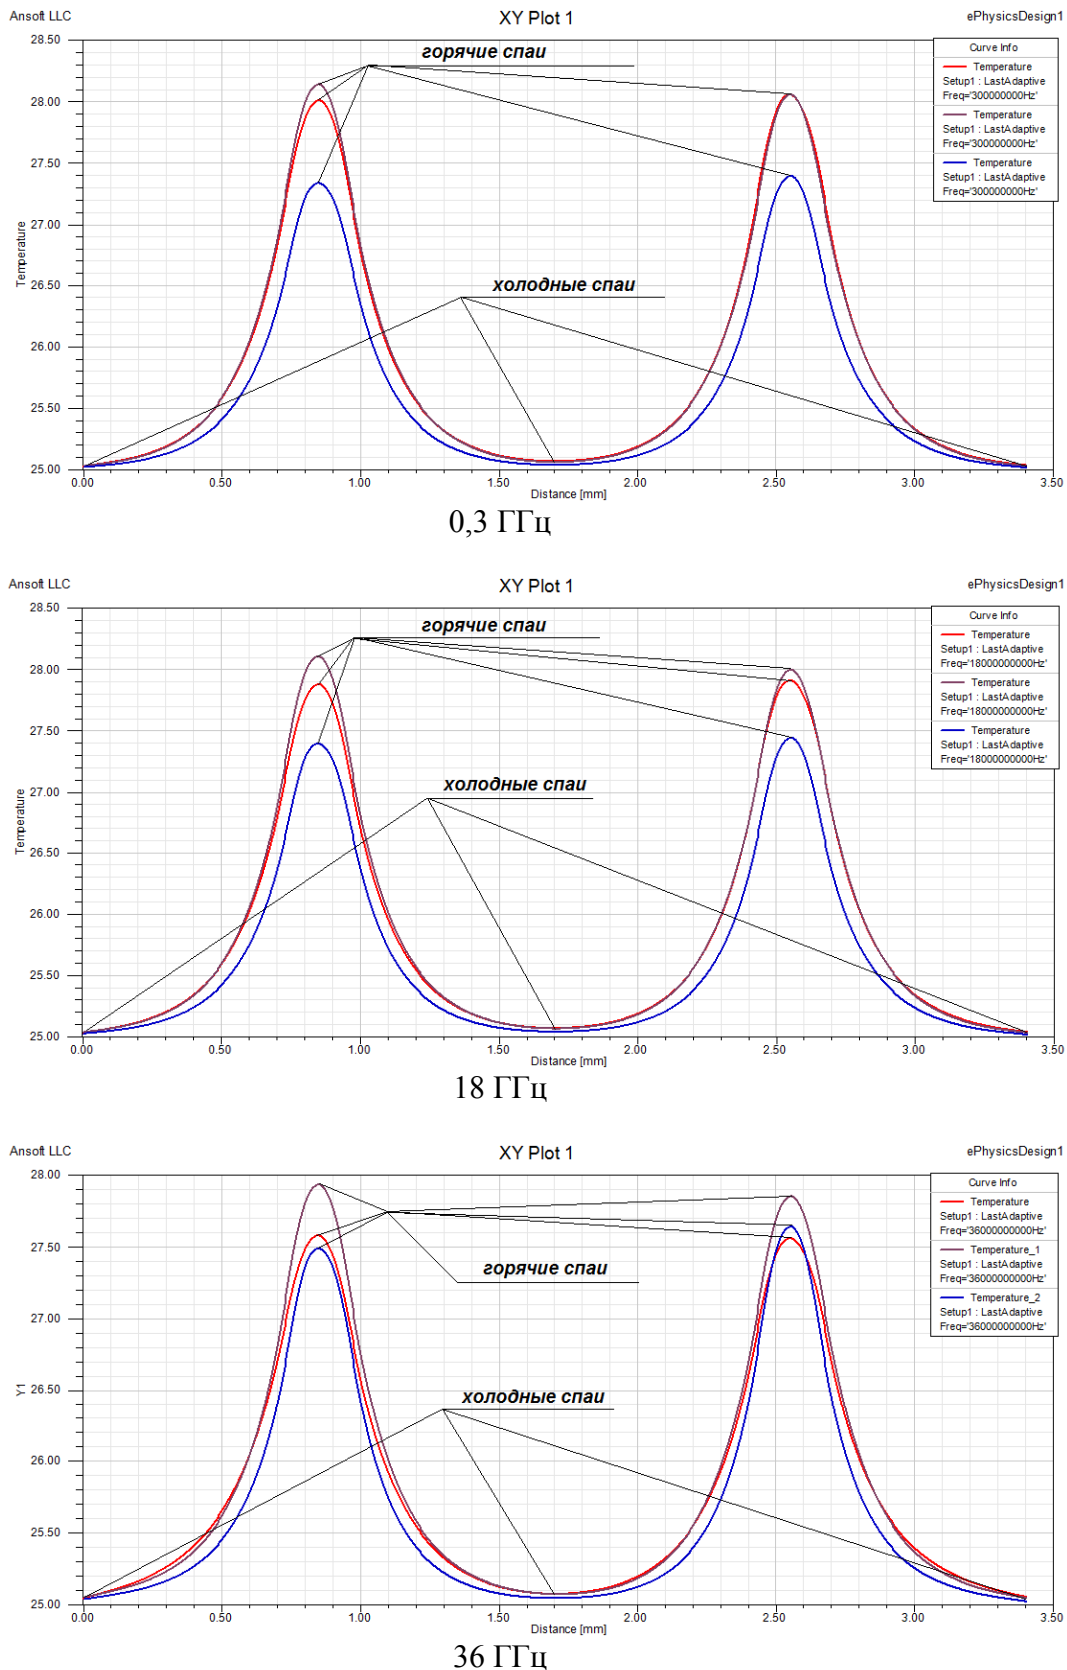 Ansoft LLC
XY Plot 1
ePhysicsDesign1
28.50
28.00
27.50
27.00
26.50
26.00
25.50
25.00
Temperature
горячие спаи
холодные спаи
Curve Info
Temperature
Setup1 : LastAdaptive
Freq='300000000Hz'
Temperature
Setup1 : LastAdaptive
Freq='300000000Hz'
Temperature
Setup1 : LastAdaptive
Freq='300000000Hz'
0.00 0.50 1.00 1.50 2.00 2.50 3.00 3.50
Distance [mm]
0,3 ГГц
Ansoft LLC
XY Plot 1
ePhysicsDesign1
28.50
28.00
27.50
27.00
26.50
26.00
25.50
25.00
Temperature
горячие спаи
холодные спаи
Curve Info
Temperature
Setup1 : LastAdaptive
Freq='18000000000Hz'
Temperature
Setup1 : LastAdaptive
Freq='18000000000Hz'
Temperature
Setup1 : LastAdaptive
Freq='18000000000Hz'
0.00 0.50 1.00 1.50 2.00 2.50 3.00 3.50
Distance [mm]
18 ГГц
Ansoft LLC
XY Plot 1
ePhysicsDesign1
28.00
27.50
27.00
26.50
26.00
25.50
25.00
Y1
горячие спаи
холодные спаи
Curve Info
Temperature
Setup1 : LastAdaptive
Freq='36000000000Hz'
Temperature_1
Setup1 : LastAdaptive
Freq='36000000000Hz'
Temperature_2
Setup1 : LastAdaptive
Freq='36000000000Hz'
0.00 0.50 1.00 1.50 2.00 2.50 3.00 3.50
Distance [mm]
36 ГГц